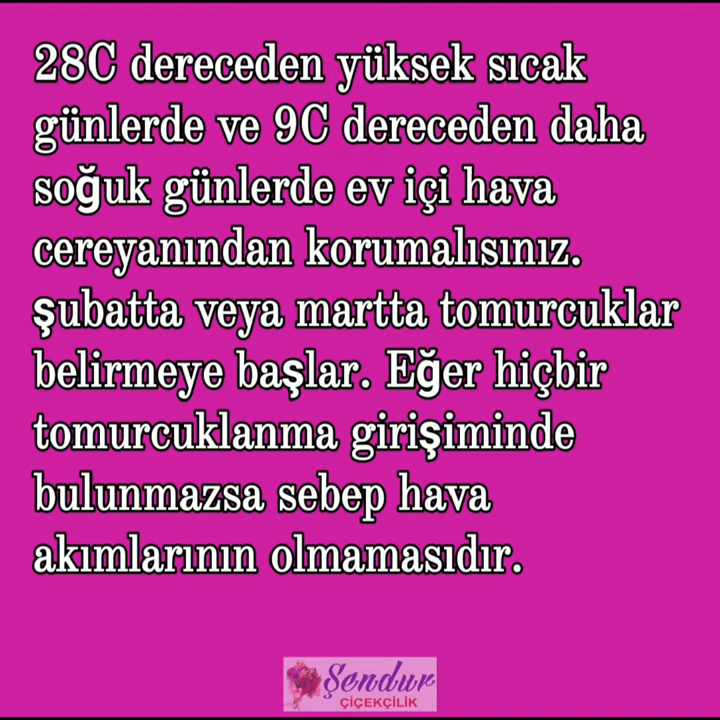 28C dereceden yüksek sıcak
günlerde ve 9C dereceden daha
soğuk günlerde ev içi hava
cereyanından korumalısınız.
şubatta veya martta tomurcuklar
belirmeye başlar. Eğer hiçbir
tomurcuklanma girişiminde
bulunmazsa sebep hava
akımlarının olmamasıdır.
Şendur
ÇİÇEKÇİLİK